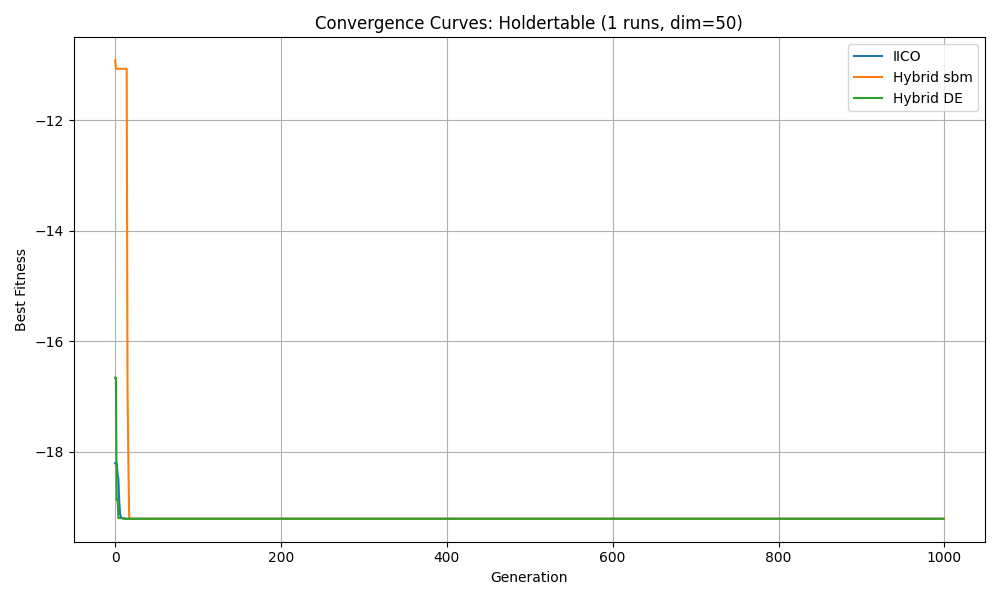 Convergence Curves: Holdertable (1 runs, dim=50)
IICO
Hybrid sbm
Hybrid DE
Best Fitness
−12
−14
−16
−18
0 200 400 600 800 1000
Generation